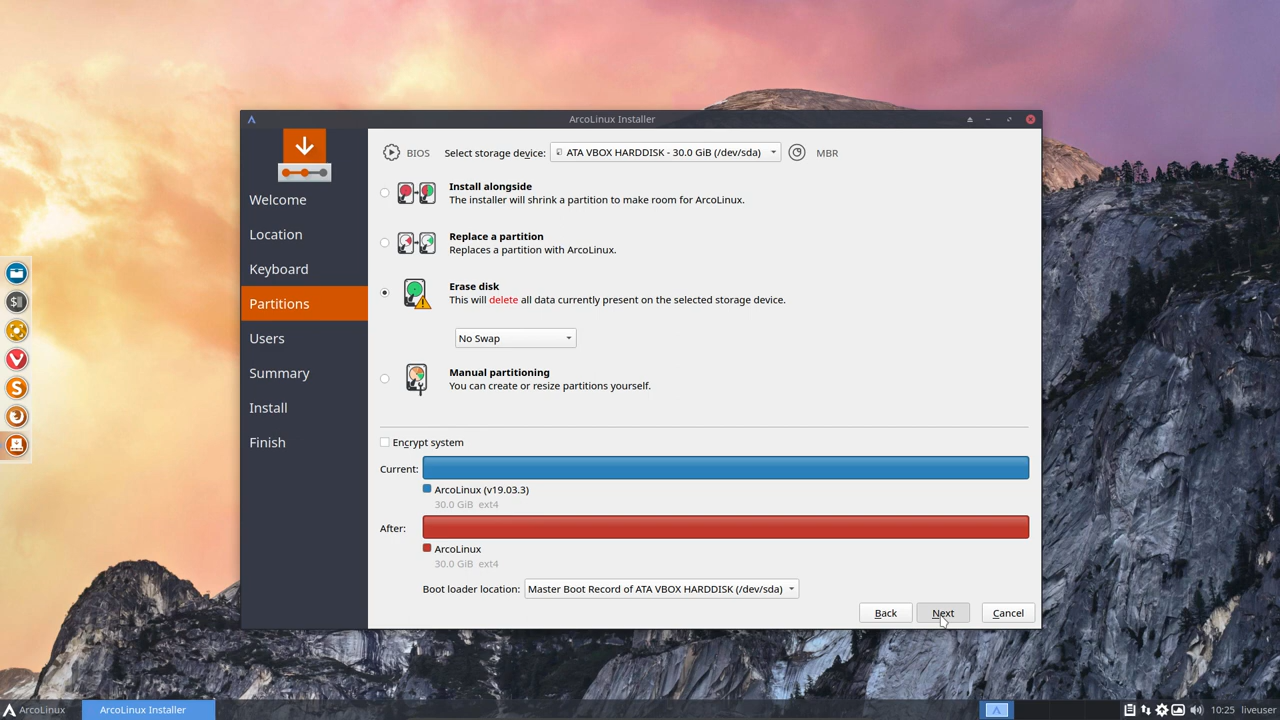 ArcoLinux Installer
BIOS
Select storage device:
ATA VBOX HARDDISK - 30.0 GiB (/dev/sda)
MBR
Welcome
Location
Keyboard
Partitions
Users
Summary
Install
Finish
Install alongside
The installer will shrink a partition to make room for ArcoLinux.
Replace a partition
Replaces a partition with ArcoLinux.
Erase disk
This will delete all data currently present on the selected storage device.
No Swap
Manual partitioning
You can create or resize partitions yourself.
Encrypt system
Current:
ArcoLinux (v19.03.3)
30.0 GiB ext4
After:
ArcoLinux
30.0 GiB ext4
Boot loader location:
Master Boot Record of ATA VBOX HARDDISK (/dev/sda)
Back
Next
Cancel
ArcoLinux
ArcoLinux Installer
10:25
liveuser